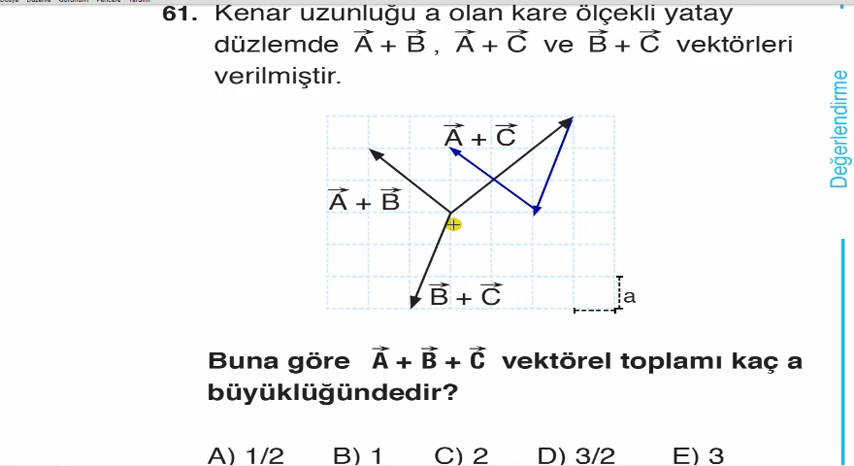 61. Kenar uzunluğu a olan kare ölçekli yatay
düzlemde A⃗ + B⃗ , A⃗ + C⃗ ve B⃗ + C⃗ vektörleri
verilmiştir.
A⃗ + C⃗
A⃗ + B⃗
B⃗ + C⃗
a
Buna göre A⃗ + B⃗ + C⃗ vektörel toplamı kaç a
büyüklüğündedir?
A) 1/2 B) 1 C) 2 D) 3/2 E) 3
Değerlendirme